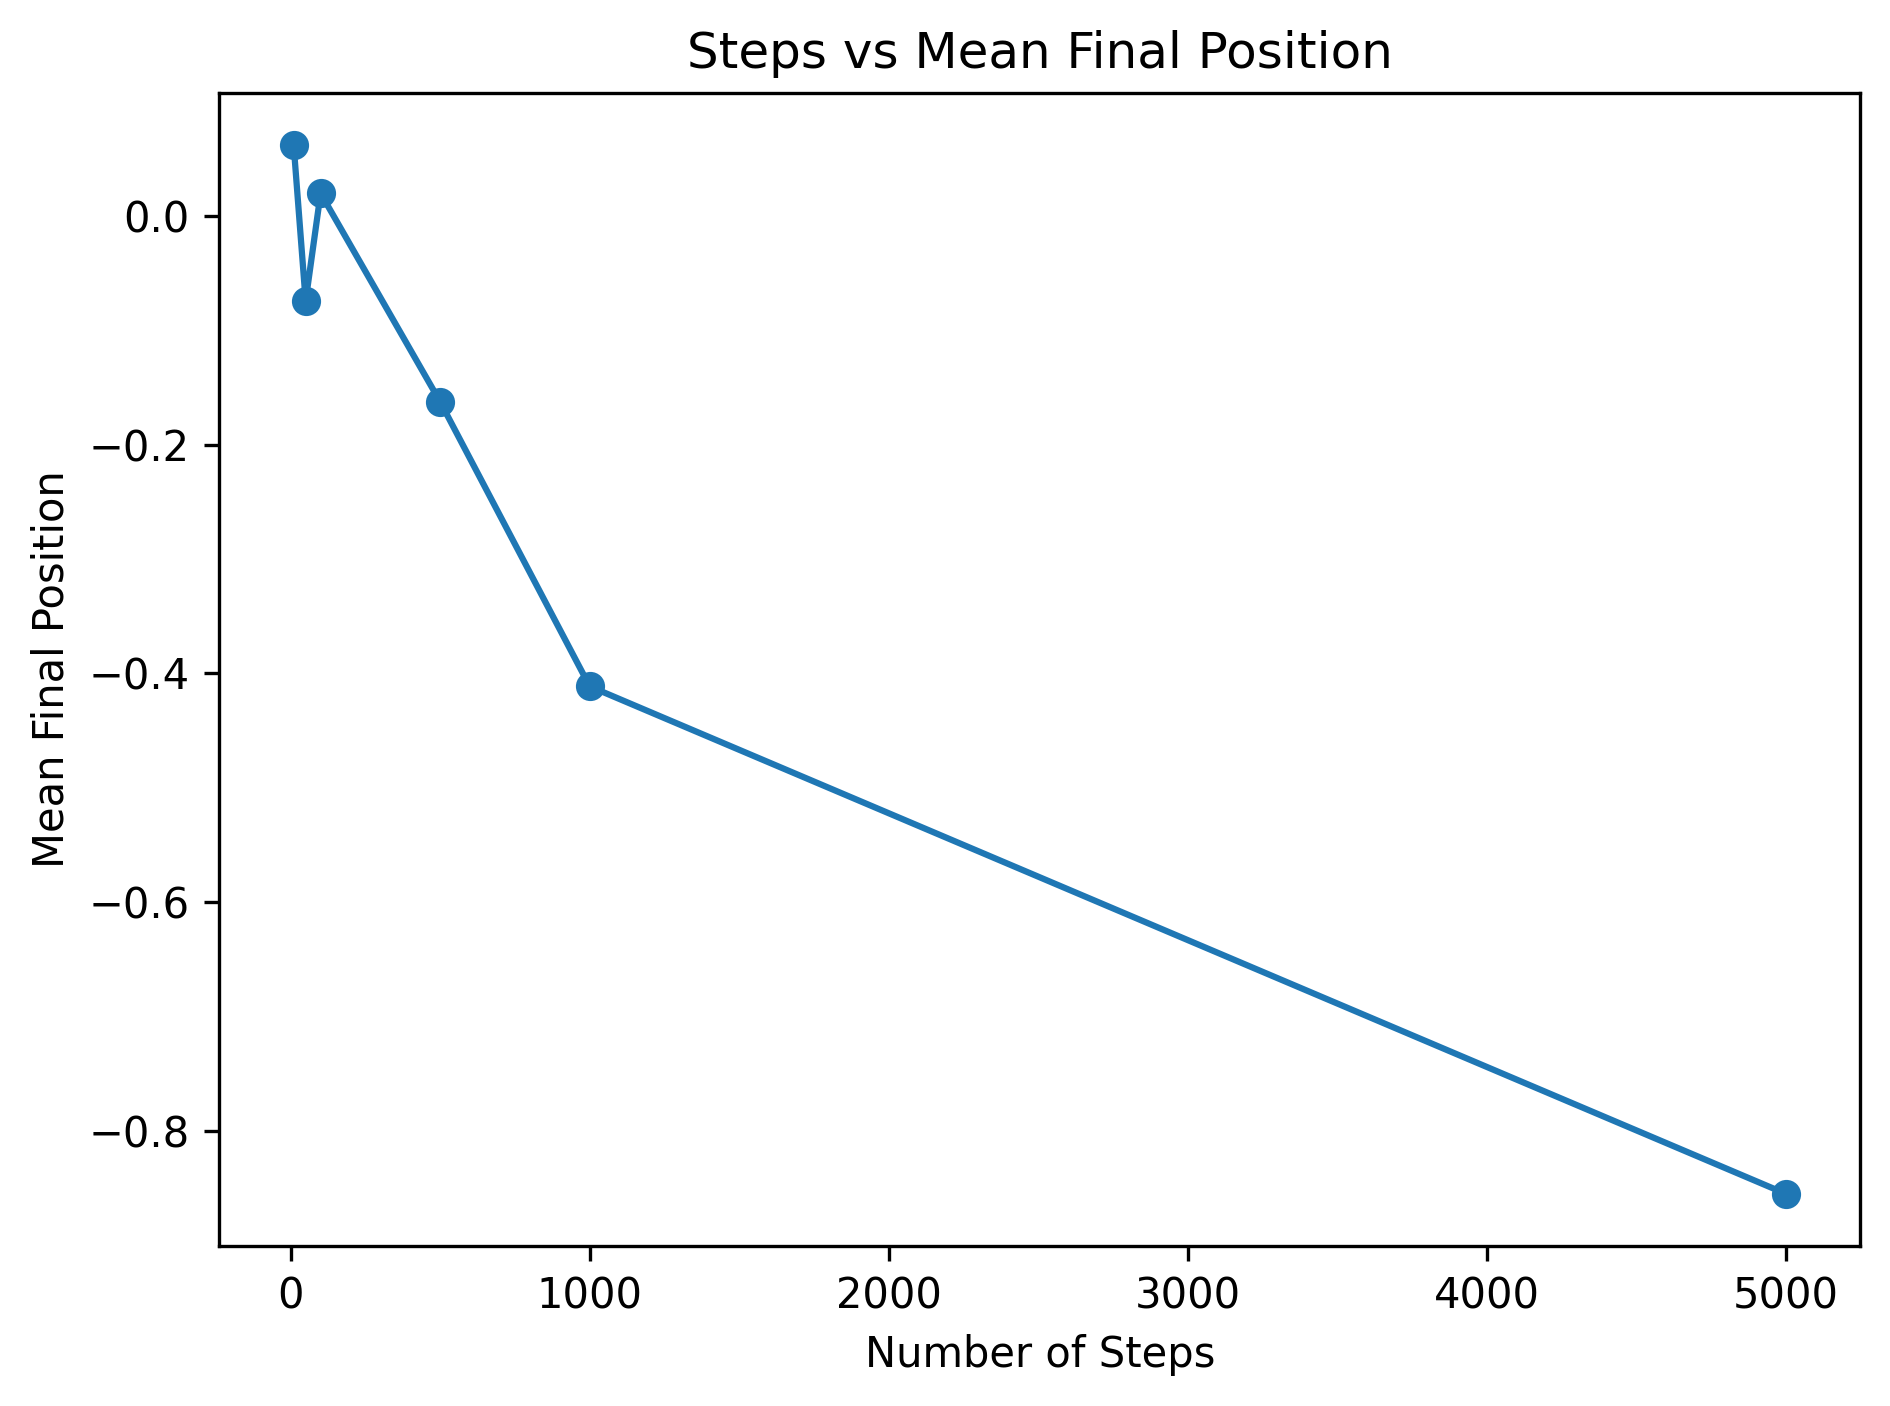 Steps vs Mean Final Position
Mean Final Position
0.0
−0.2
−0.4
−0.6
−0.8
0 1000 2000 3000 4000 5000
Number of Steps